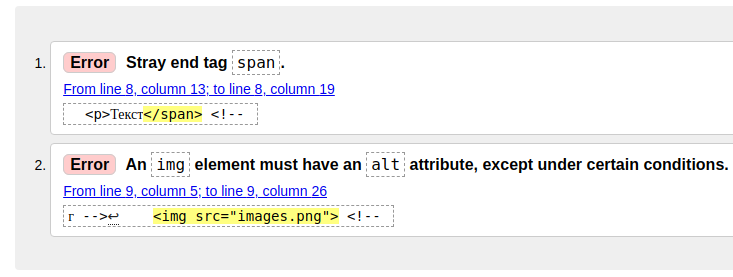 1. Error Stray end tag span.
From line 8, column 13; to line 8, column 19
<p>Текст</span> <!--
2. Error An img element must have an alt attribute, except under certain conditions.
From line 9, column 5; to line 9, column 26
г -->↩ <img src="images.png"> <!--